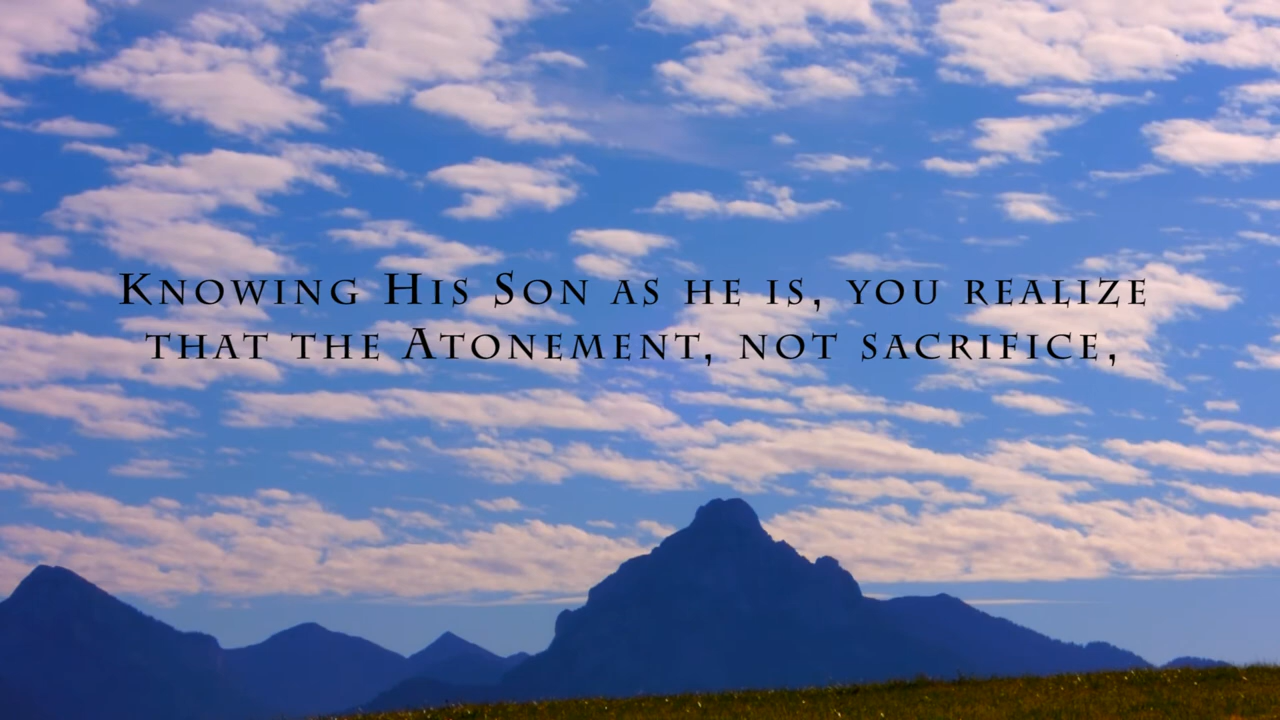 Knowing His Son as he is, you realize
that the Atonement, not sacrifice,